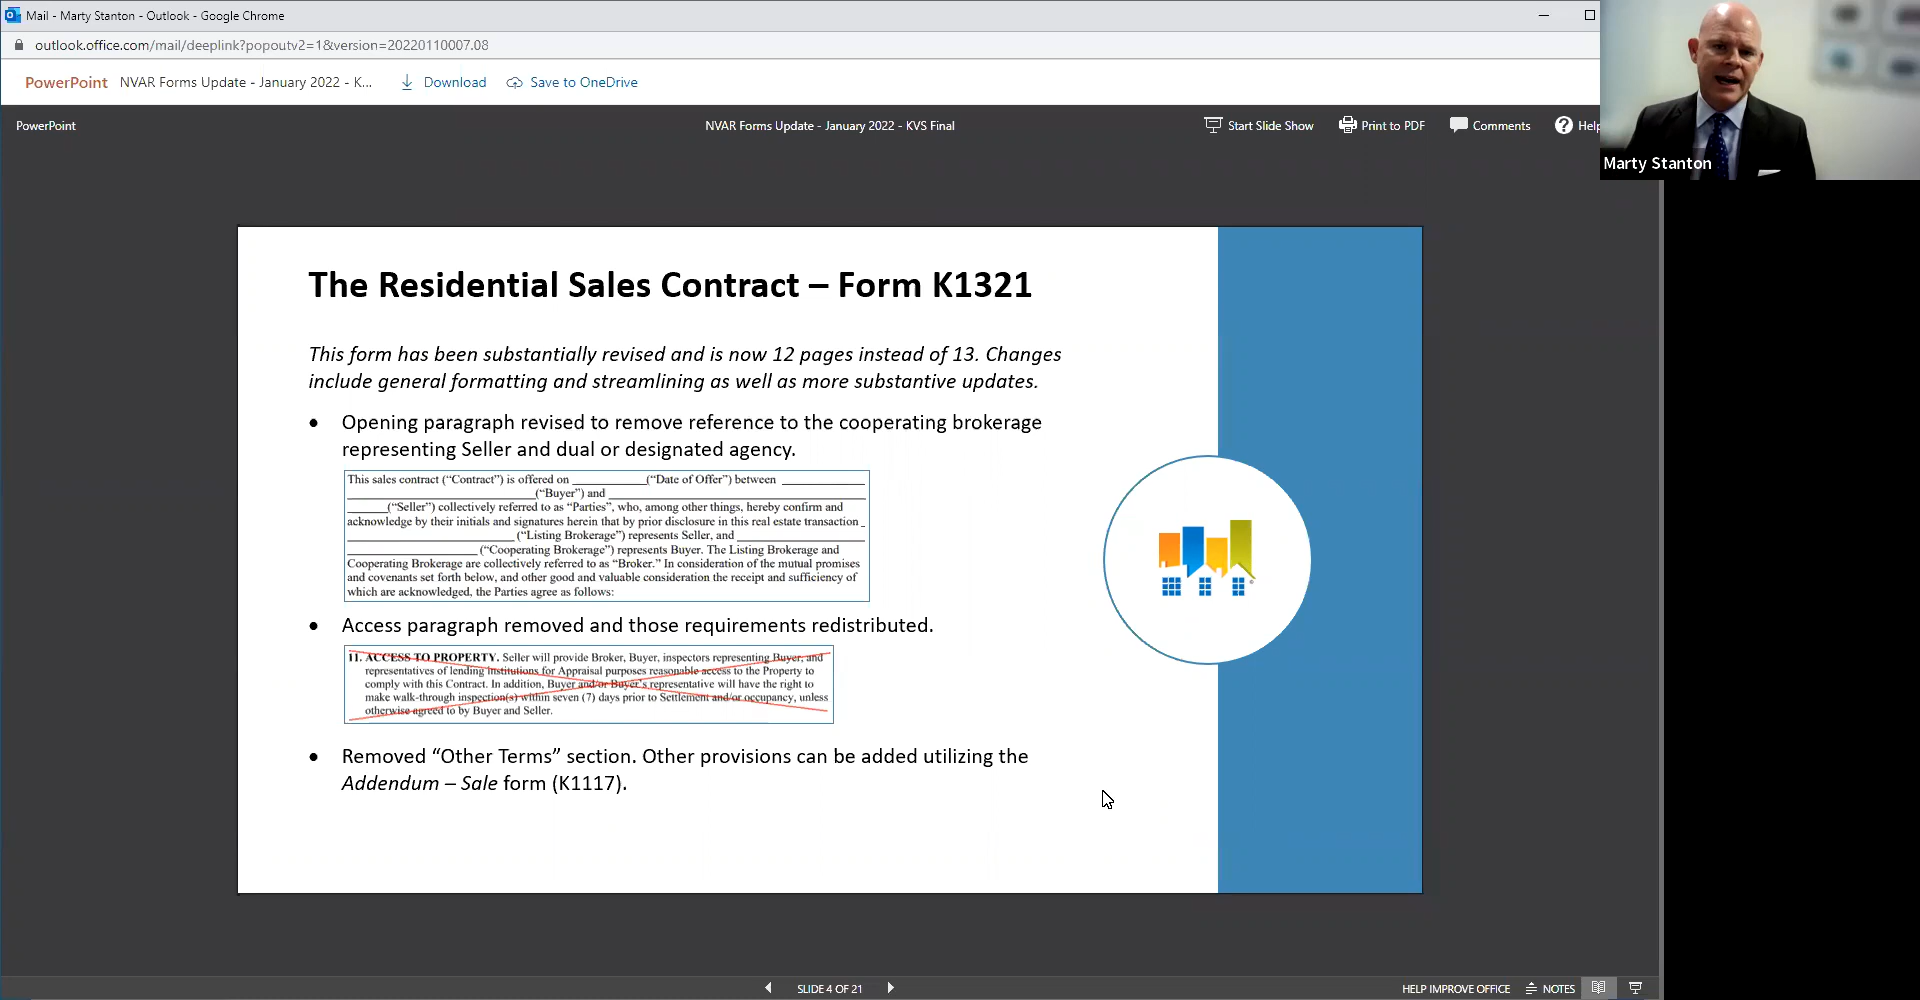 Mail - Marty Stanton - Outlook - Google Chrome
outlook.office.com/mail/deeplink?popoutv2=1&version=20220110007.08
PowerPoint NVAR Forms Update - January 2022 - K... Download Save to OneDrive
PowerPoint NVAR Forms Update - January 2022 - KVS Final Start Slide Show Print to PDF Comments Help
Marty Stanton
The Residential Sales Contract – Form K1321
This form has been substantially revised and is now 12 pages instead of 13. Changes
include general formatting and streamlining as well as more substantive updates.
• Opening paragraph revised to remove reference to the cooperating brokerage
representing Seller and dual or designated agency.
This sales contract (“Contract”) is offered on ____________(“Date of Offer”) between ____________
____________________________(“Buyer”) and ____________________________
______(“Seller”) collectively referred to as “Parties”, who, among other things, hereby confirm and
acknowledge by their initials and signatures herein that by prior disclosure in this real estate transaction _
__________________________ (“Listing Brokerage”) represents Seller, and ____________________
____________________ (“Cooperating Brokerage”) represents Buyer. The Listing Brokerage and
Cooperating Brokerage are collectively referred to as “Broker.” In consideration of the mutual promises
and covenants set forth below, and other good and valuable consideration the receipt and sufficiency of
which are acknowledged, the Parties agree as follows:
• Access paragraph removed and those requirements redistributed.
11. ACCESS TO PROPERTY. Seller will provide Broker, Buyer, inspectors representing Buyer, and
representatives of lending institutions for Appraisal purposes reasonable access to the Property to
comply with this Contract. In addition, Buyer and/or Buyer's representative will have the right to
make walk-through inspection(s) within seven (7) days prior to Settlement and/or occupancy, unless
otherwise agreed to by Buyer and Seller.
• Removed “Other Terms” section. Other provisions can be added utilizing the
Addendum – Sale form (K1117).
SLIDE 4 OF 21 HELP IMPROVE OFFICE NOTES